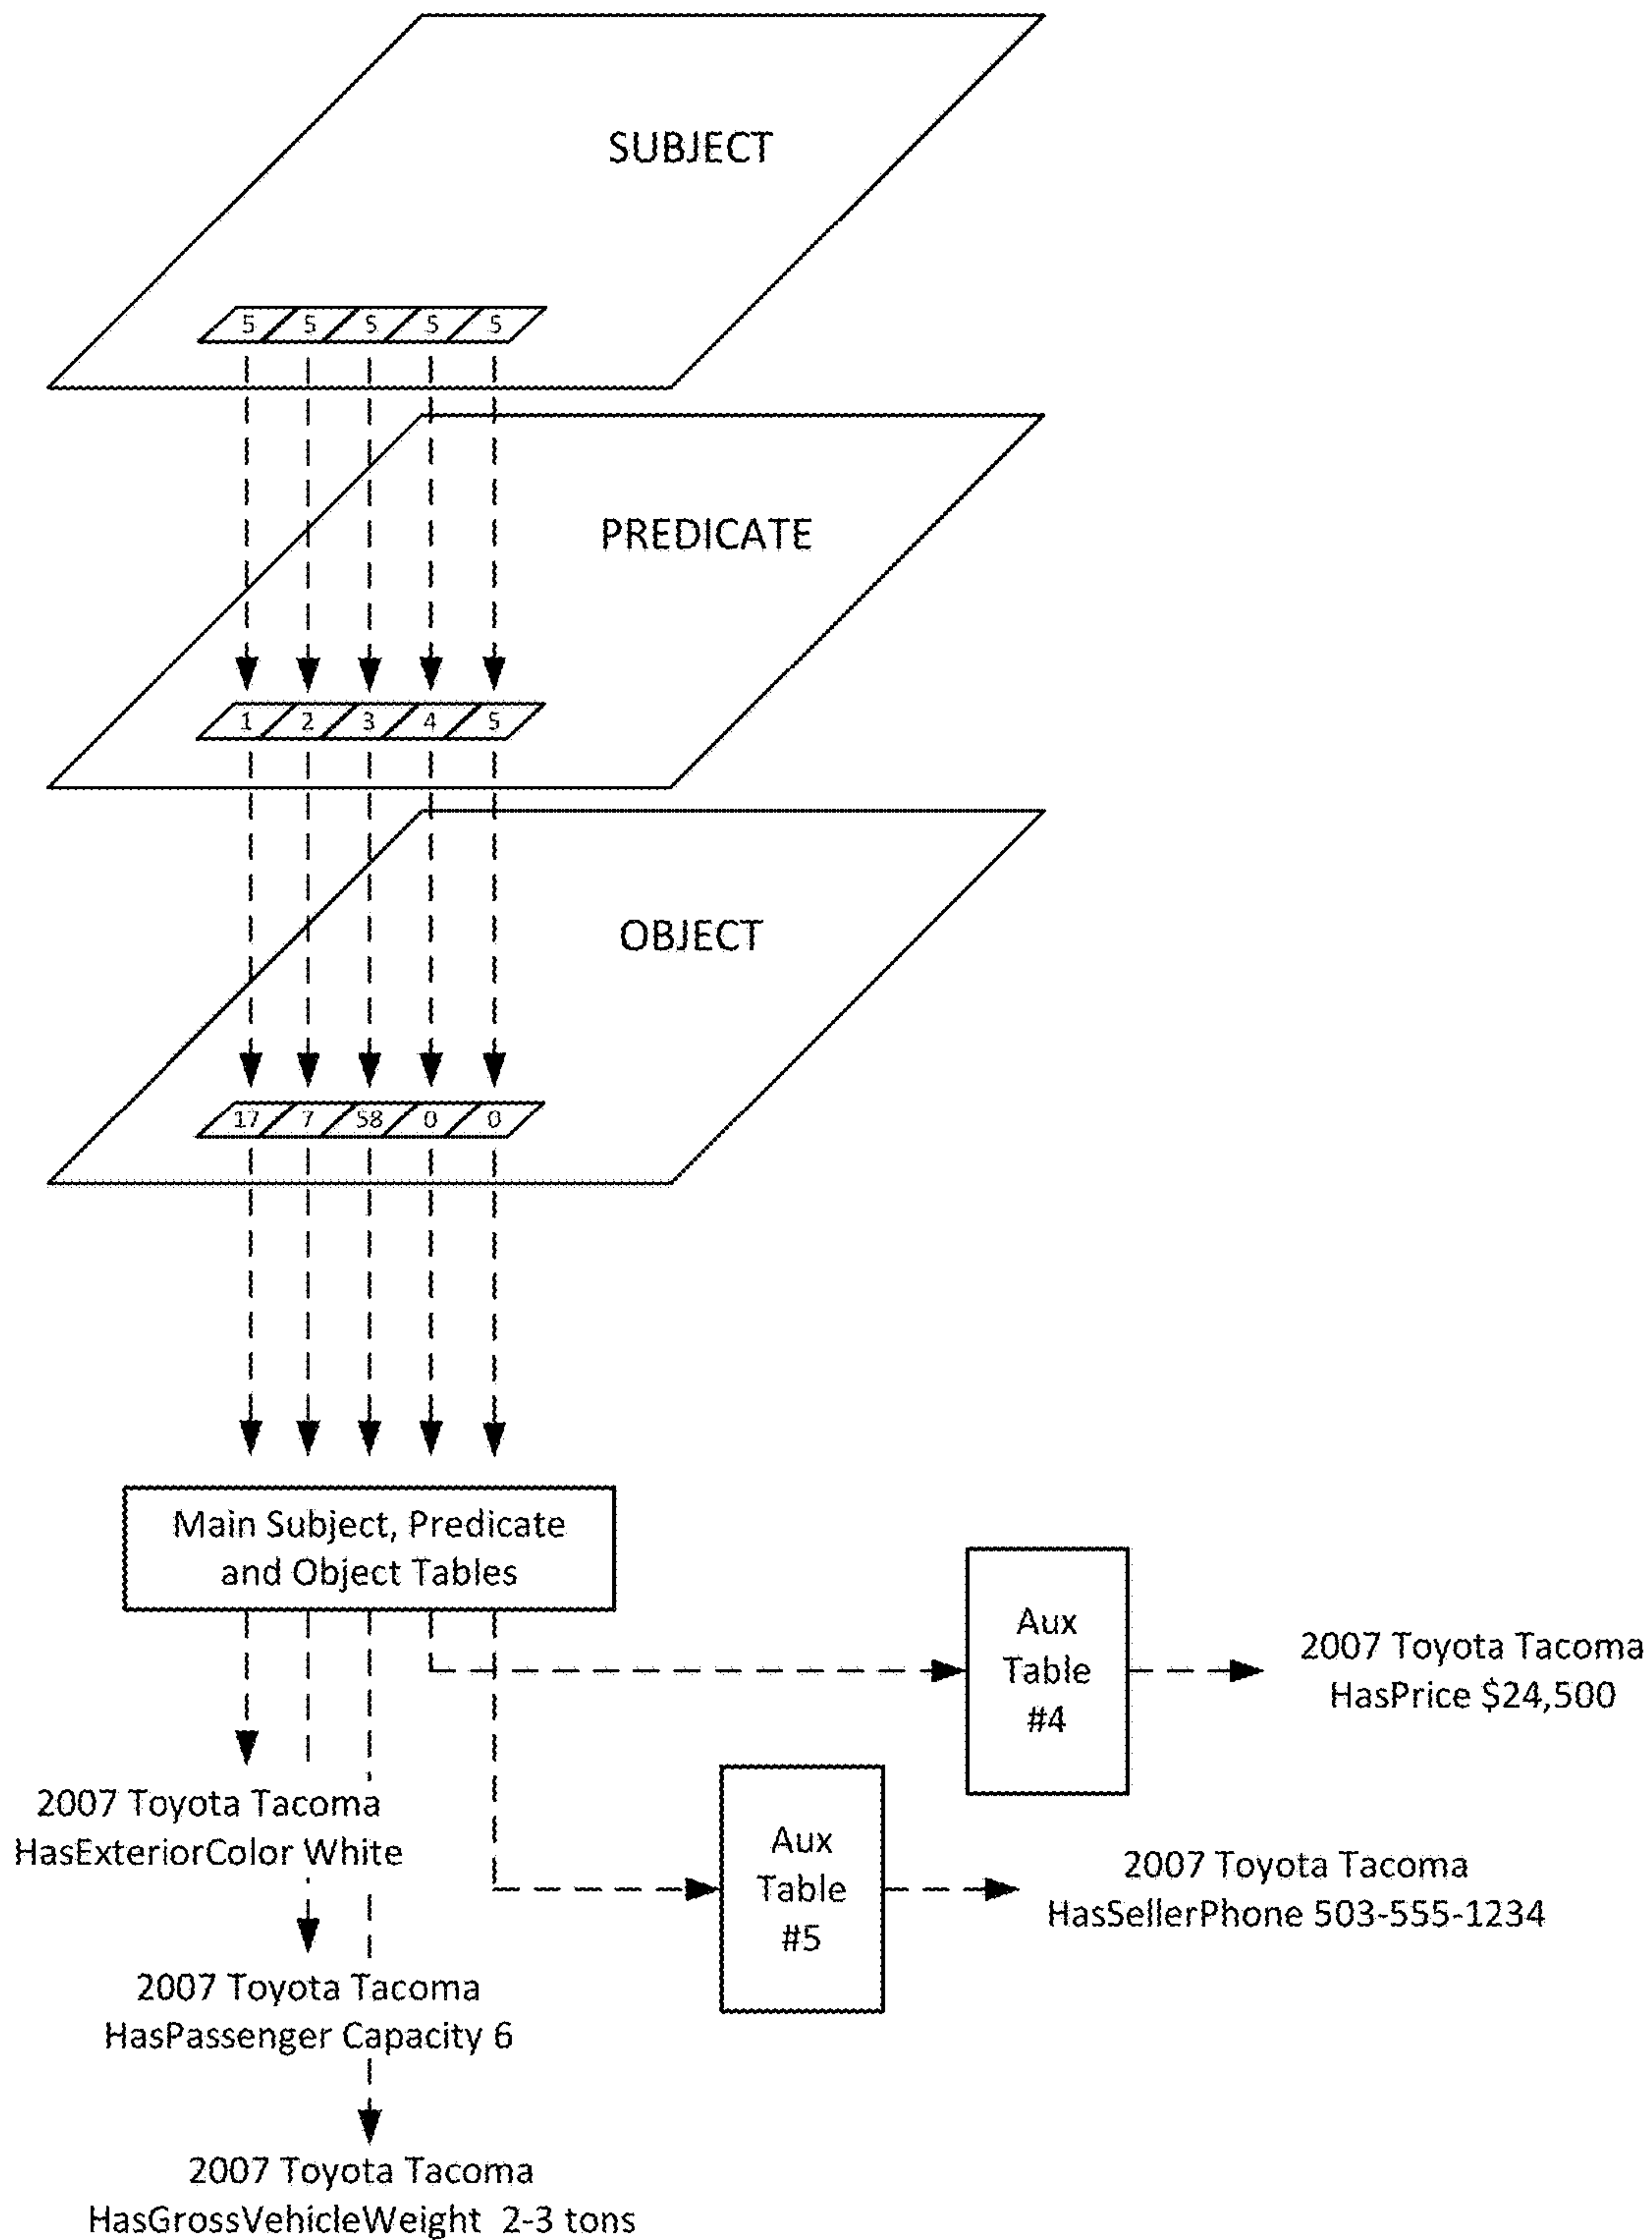 SUBJECT
5 5 5 5 5
PREDICATE
1 2 3 4 5
OBJECT
17 7 58 0 0
Main Subject, Predicate
and Object Tables
Aux
Table
#4
2007 Toyota Tacoma
HasPrice $24,500
Aux
Table
#5
2007 Toyota Tacoma
HasSellerPhone 503-555-1234
2007 Toyota Tacoma
HasExteriorColor White
2007 Toyota Tacoma
HasPassenger Capacity 6
2007 Toyota Tacoma
HasGrossVehicleWeight 2-3 tons